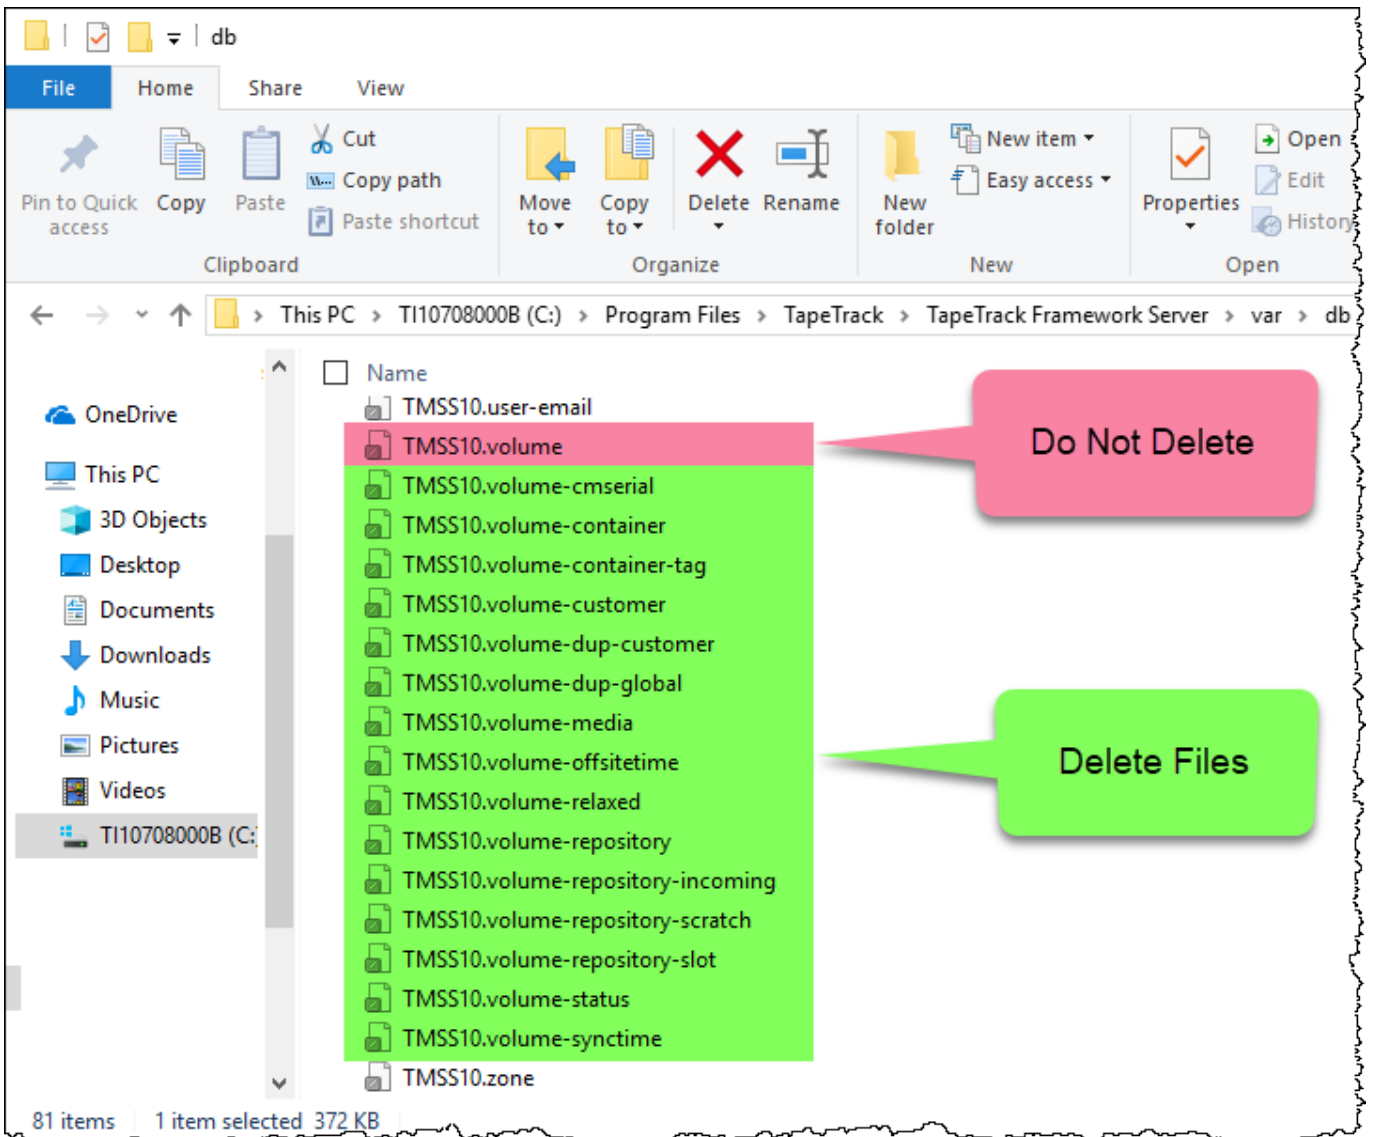 db
File Home Share View
Pin to Quick access
Copy
Paste
Cut
Copy path
Paste shortcut
Clipboard
Move to
Copy to
Delete
Rename
Organize
New folder
New item
Easy access
New
Properties
Open
Edit
History
Open
This PC > TI10708000B (C:) > Program Files > TapeTrack > TapeTrack Framework Server > var > db
OneDrive
This PC
3D Objects
Desktop
Documents
Downloads
Music
Pictures
Videos
TI10708000B (C:
Name
TMSS10.user-email
TMSS10.volume
TMSS10.volume-cmserial
TMSS10.volume-container
TMSS10.volume-container-tag
TMSS10.volume-customer
TMSS10.volume-dup-customer
TMSS10.volume-dup-global
TMSS10.volume-media
TMSS10.volume-offsitetime
TMSS10.volume-relaxed
TMSS10.volume-repository
TMSS10.volume-repository-incoming
TMSS10.volume-repository-scratch
TMSS10.volume-repository-slot
TMSS10.volume-status
TMSS10.volume-synctime
TMSS10.zone
Do Not Delete
Delete Files
81 items 1 item selected 372 KB